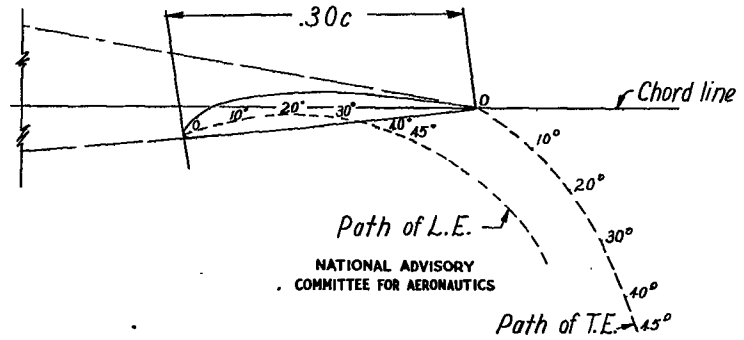 .30c
Chord line
0
0
10°
20°
30°
40°
45°
10°
20°
30°
40°
45°
Path of L.E.
NATIONAL ADVISORY
COMMITTEE FOR AERONAUTICS
Path of T.E.